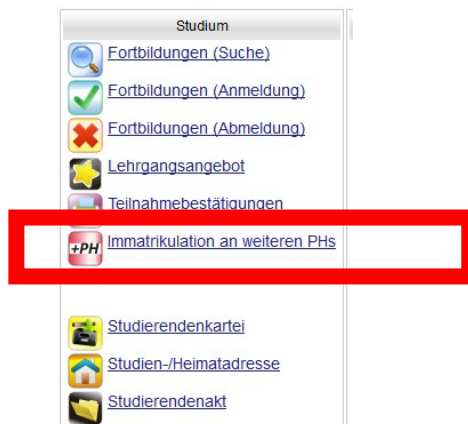 Studium
Fortbildungen (Suche)
Fortbildungen (Anmeldung)
Fortbildungen (Abmeldung)
Lehrgangsangebot
Teilnahmebestätigungen
+PH Immatrikulation an weiteren PHs
Studierendenkartei
Studien-/Heimatadresse
Studierendenakt